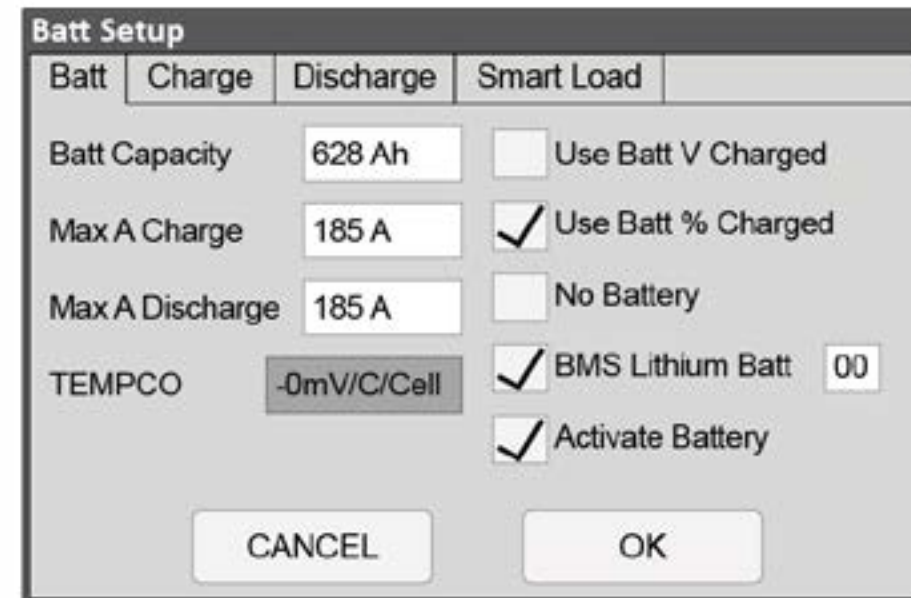 Batt Setup
Batt Charge Discharge Smart Load
Batt Capacity 628 Ah Use Batt V Charged
Max A Charge 185 A Use Batt % Charged
Max A Discharge 185 A No Battery
TEMPCO -0mV/C/Cell BMS Lithium Batt 00
Activate Battery
CANCEL OK